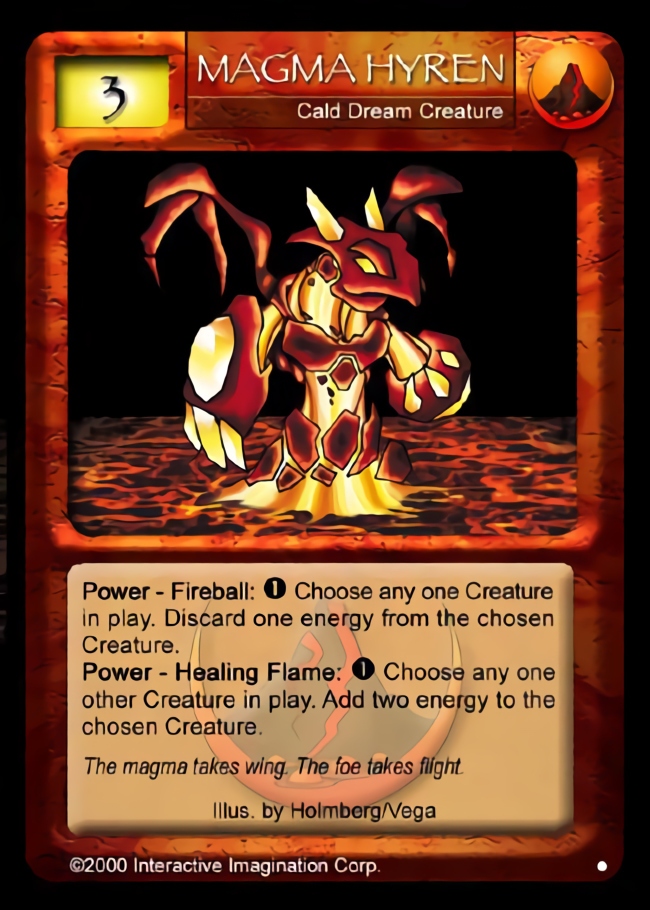 3
MAGMA HYREN
Cald Dream Creature
Power - Fireball: ❶ Choose any one Creature
in play. Discard one energy from the chosen
Creature.
Power - Healing Flame: ❶ Choose any one
other Creature in play. Add two energy to the
chosen Creature.
The magma takes wing. The foe takes flight.
Illus. by Holmberg/Vega
©2000 Interactive Imagination Corp.